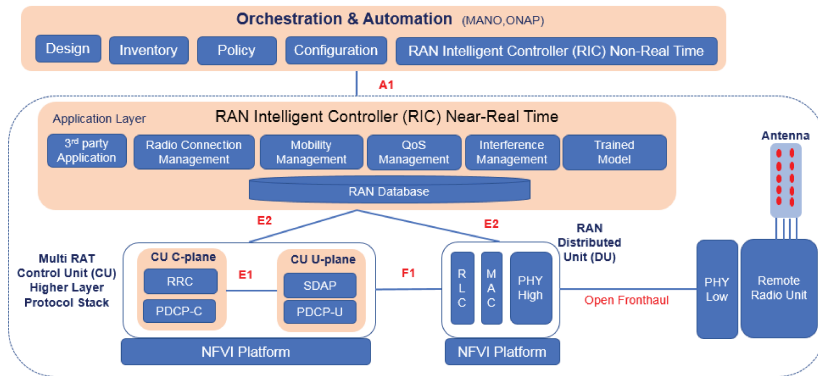 Orchestration & Automation (MANO,ONAP)
Design
Inventory
Policy
Configuration
RAN Intelligent Controller (RIC) Non-Real Time
A1
Application Layer
RAN Intelligent Controller (RIC) Near-Real Time
3rd party
Application
Radio Connection
Management
Mobility
Management
QoS
Management
Interference
Management
Trained
Model
RAN Database
Antenna
E2
E2
RAN
Distributed
Unit (DU)
Multi RAT
Control Unit (CU)
Higher Layer
Protocol Stack
CU C-plane
RRC
PDCP-C
E1
CU U-plane
SDAP
PDCP-U
F1
RLC
MAC
PHY
High
Open Fronthaul
PHY
Low
Remote
Radio Unit
NFVI Platform
NFVI Platform